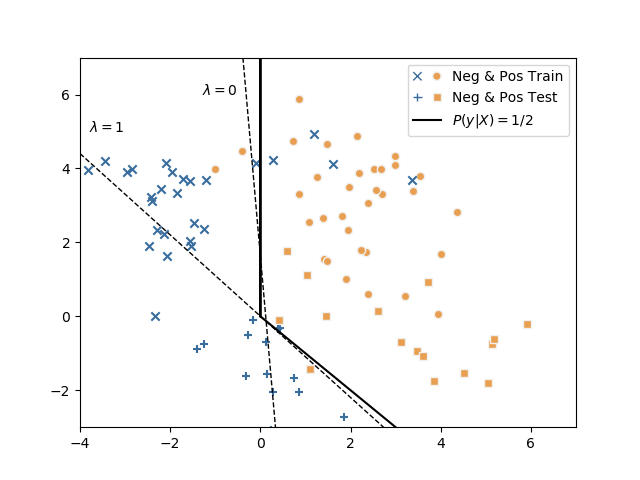 λ = 0
λ = 1
Neg & Pos Train
Neg & Pos Test
P(y|X) = 1/2
6
4
2
0
−2
−4
−2
0
2
4
6